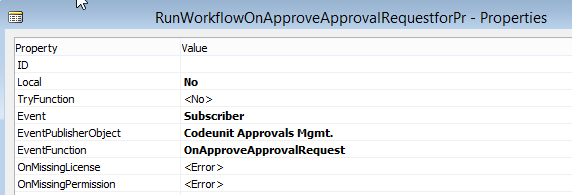 RunWorkflowOnApproveApprovalRequestforPr - Properties
Property Value
ID
Local No
TryFunction <No>
Event Subscriber
EventPublisherObject Codeunit Approvals Mgmt.
EventFunction OnApproveApprovalRequest
OnMissingLicense <Error>
OnMissingPermission <Error>